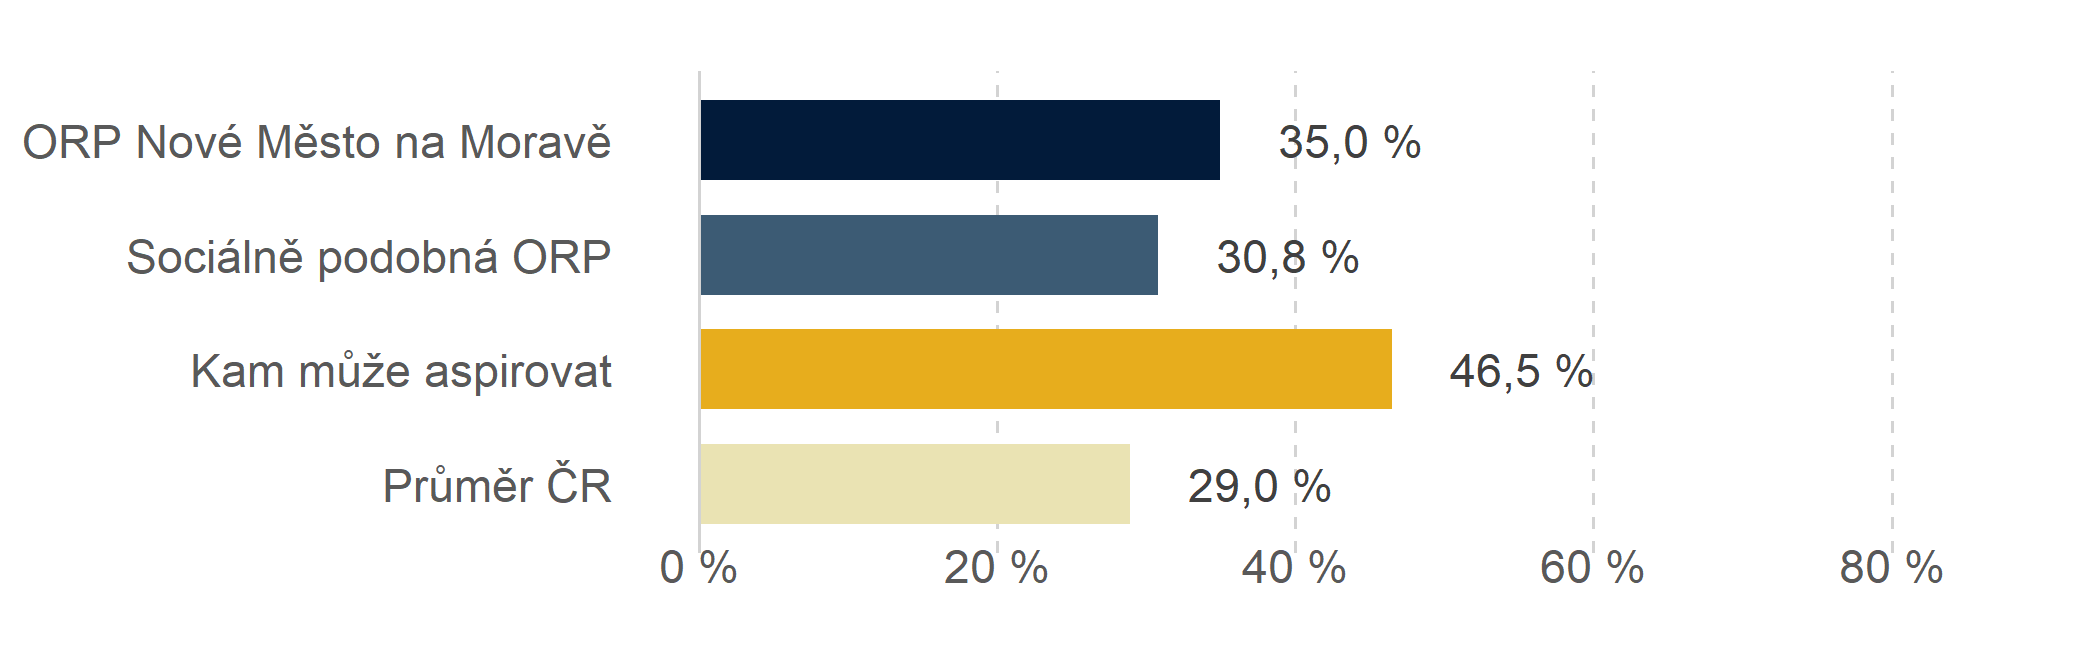 ORP Nové Město na Moravě 35,0 %
Sociálně podobná ORP 30,8 %
Kam může aspirovat 46,5 %
Průměr ČR 29,0 %
0 % 20 % 40 % 60 % 80 %